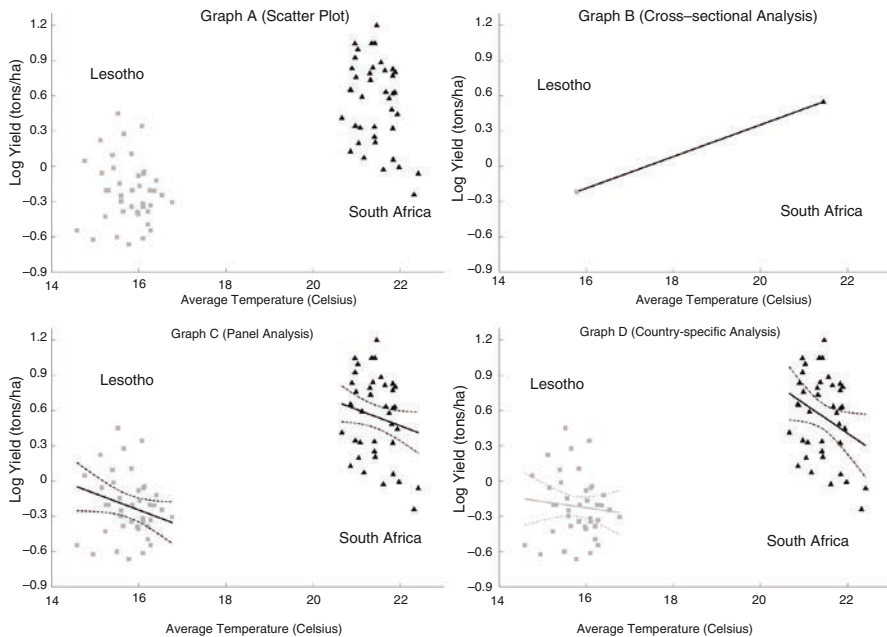 Graph A (Scatter Plot)
Log Yield (tons/ha)
1.2
0.9
0.6
0.3
0
−0.3
−0.6
−0.9
Lesotho
South Africa
14 16 18 20 22
Average Temperature (Celsius)
Graph B (Cross–sectional Analysis)
Log Yield (tons/ha)
1.2
0.9
0.6
0.3
0
−0.3
−0.6
−0.9
Lesotho
South Africa
14 16 18 20 22
Average Temperature (Celsius)
Graph C (Panel Analysis)
Log Yield (tons/ha)
1.2
0.9
0.6
0.3
0
−0.3
−0.6
−0.9
Lesotho
South Africa
14 16 18 20 22
Average Temperature (Celsius)
Graph D (Country-specific Analysis)
Log Yield (tons/ha)
1.2
0.9
0.6
0.3
0
−0.3
−0.6
−0.9
Lesotho
South Africa
14 16 18 20 22
Average Temperature (Celsius)